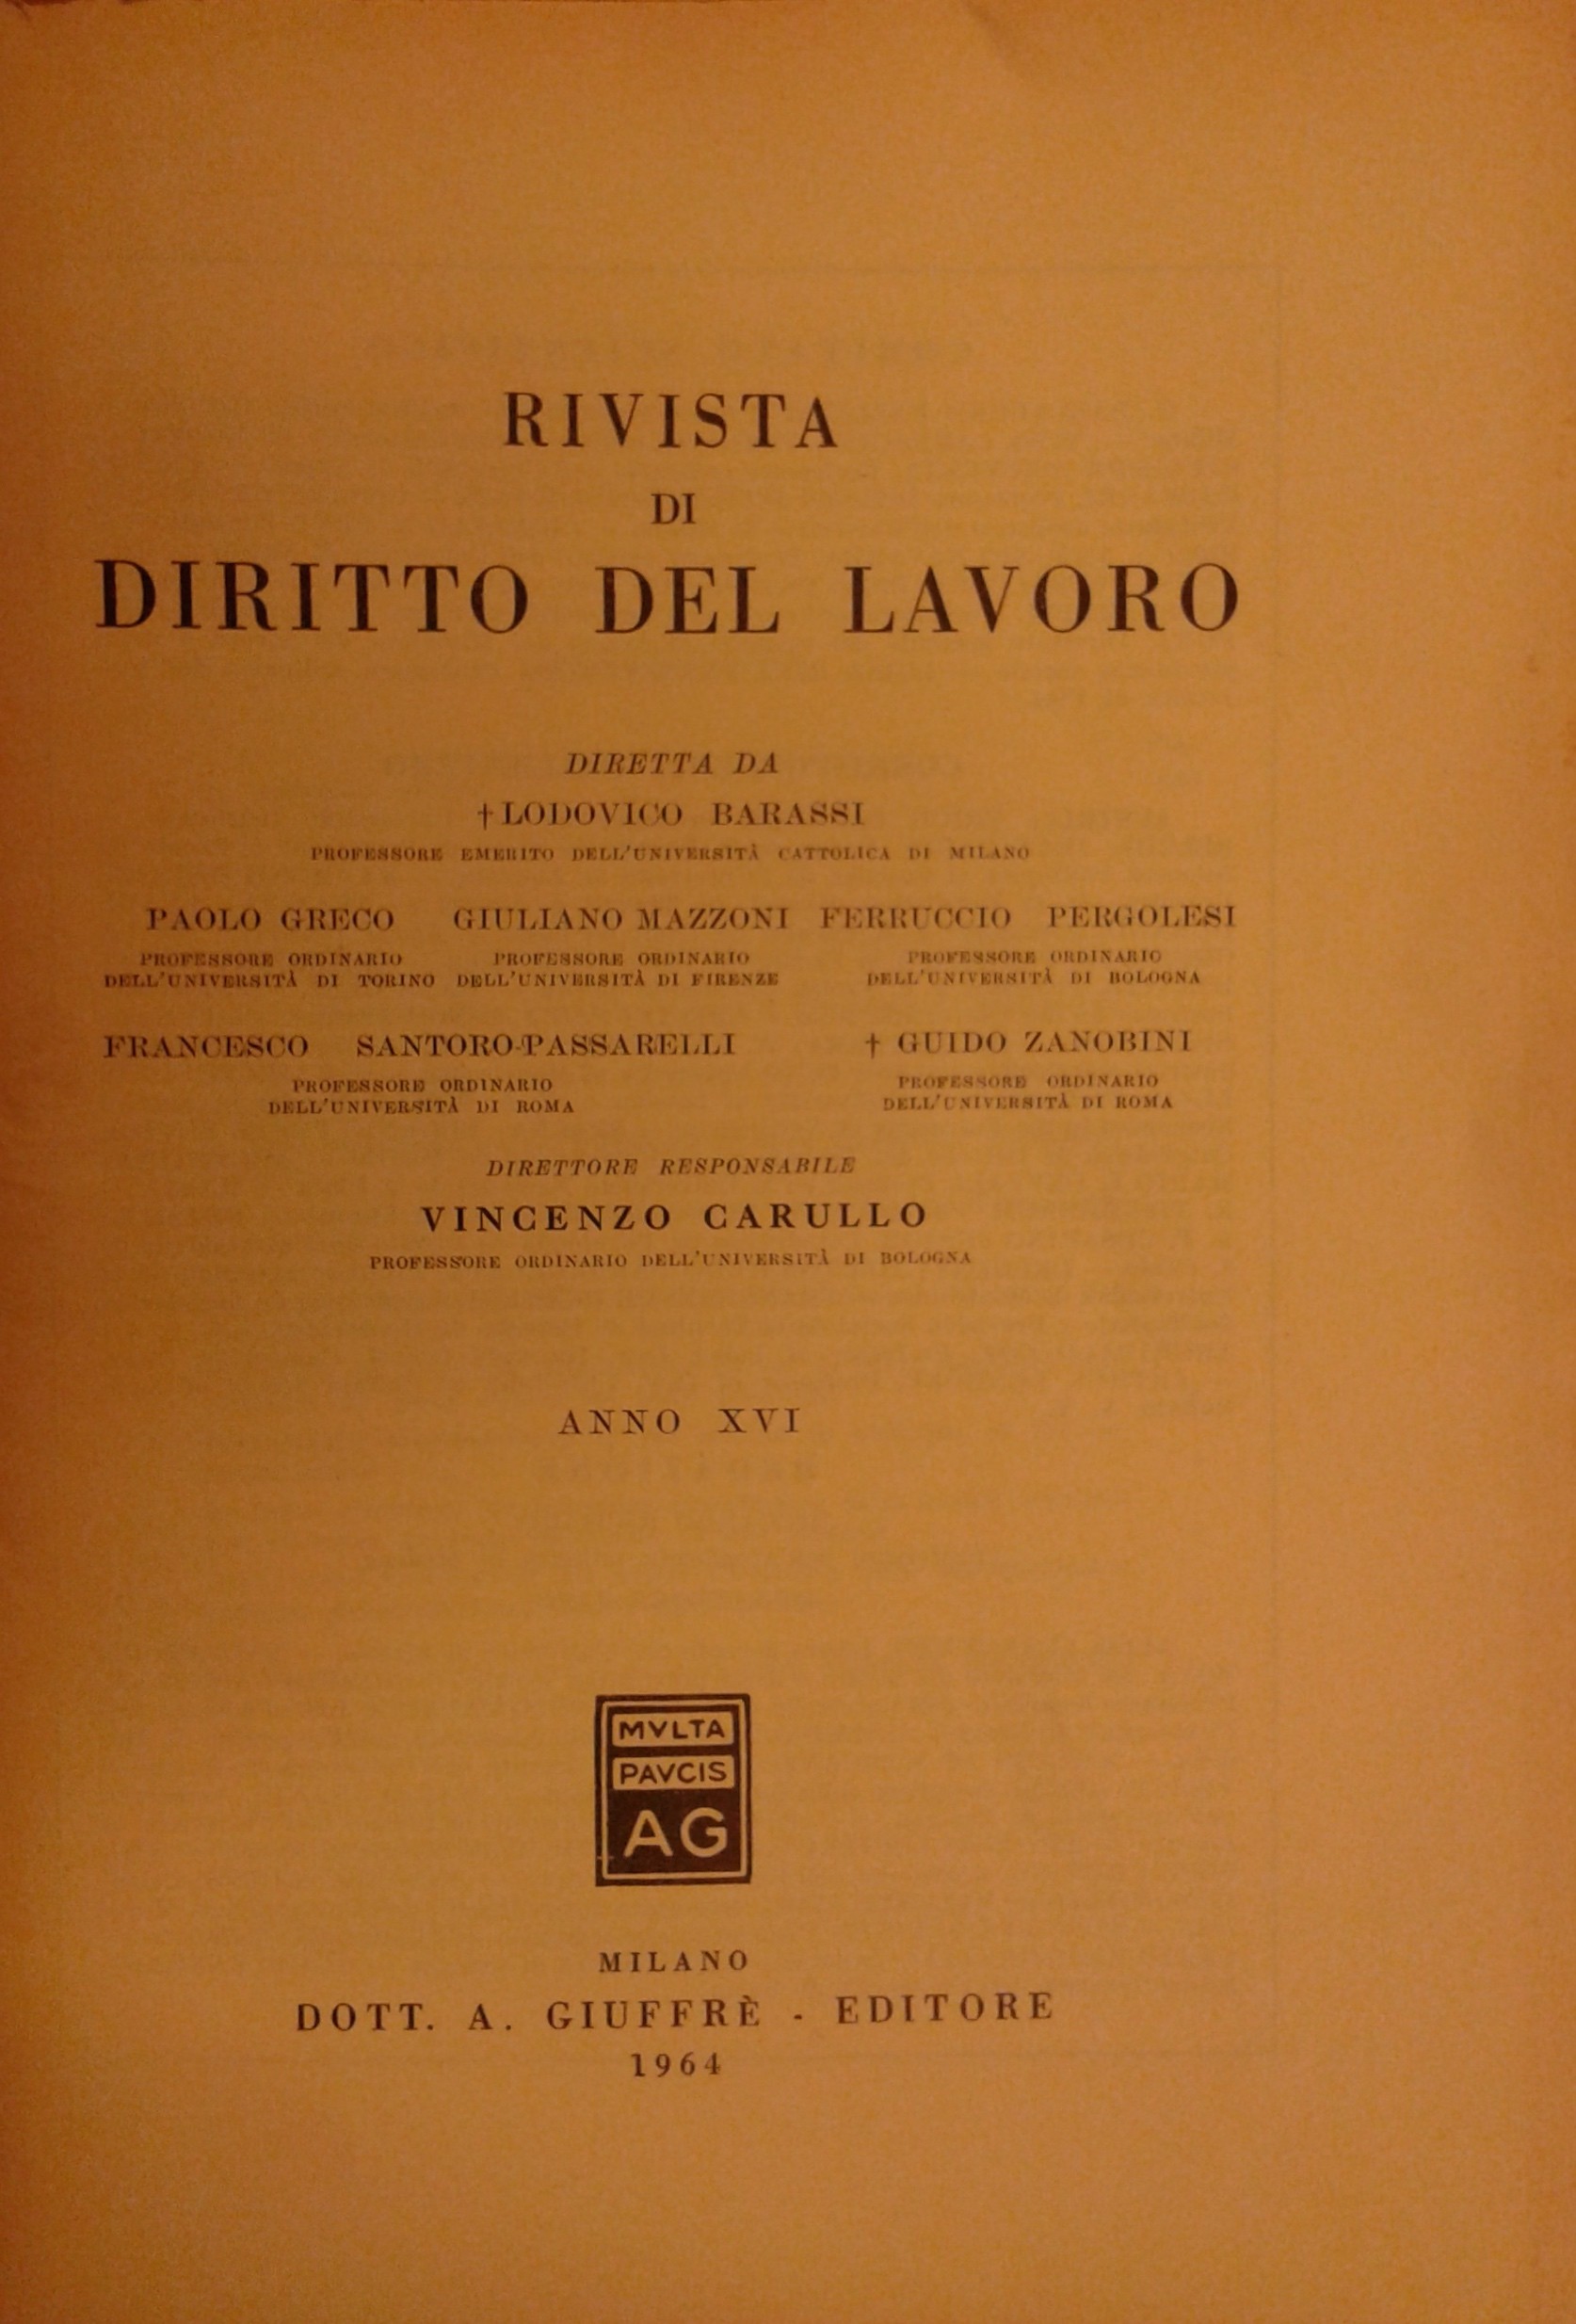 RIVISTA
DI
DIRITTO DEL LAVORO
DIRETTA DA
† LODOVICO BARASSI
PROFESSORE EMERITO DELL'UNIVERSITÀ CATTOLICA DI MILANO
PAOLO GRECO GIULIANO MAZZONI FERRUCCIO PERGOLESI
PROFESSORE ORDINARIO PROFESSORE ORDINARIO PROFESSORE ORDINARIO
DELL'UNIVERSITÀ DI TORINO DELL'UNIVERSITÀ DI FIRENZE DELL'UNIVERSITÀ DI BOLOGNA
FRANCESCO SANTORO-PASSARELLI † GUIDO ZANOBINI
PROFESSORE ORDINARIO PROFESSORE ORDINARIO
DELL'UNIVERSITÀ DI ROMA DELL'UNIVERSITÀ DI ROMA
DIRETTORE RESPONSABILE
VINCENZO CARULLO
PROFESSORE ORDINARIO DELL'UNIVERSITÀ DI BOLOGNA
ANNO XVI
MVLTA
PAVCIS
AG
MILANO
DOTT. A. GIUFFRÈ - EDITORE
1964